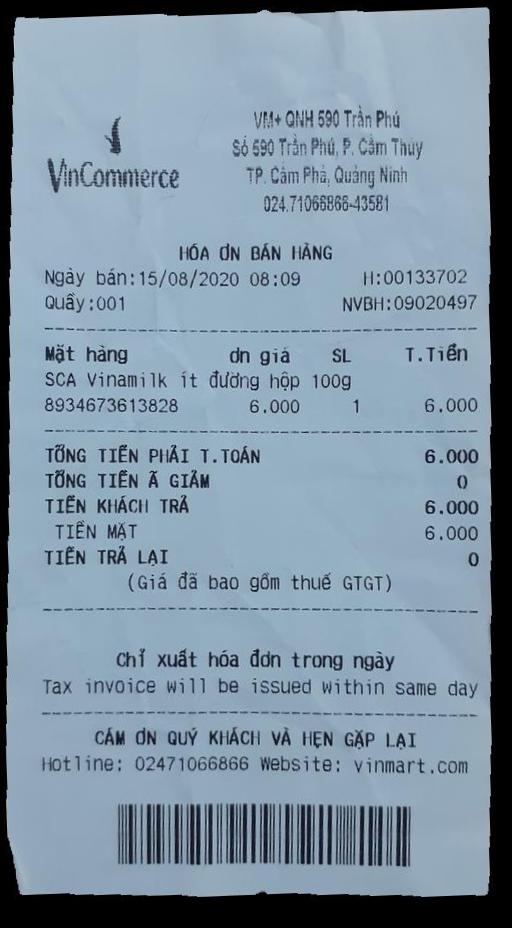 VinCommerce
VM+ QNH 590 Trần Phú
Số 590 Trần Phú, P. Cẩm Thủy
TP. Cẩm Phả, Quảng Ninh
024.71066866-43581
HÓA ƠN BÁN HÀNG
Ngày bán:15/08/2020 08:09 H:00133702
Quầy:001 NVBH:09020497
Mặt hàng ơn giá SL T.Tiền
SCA Vinamilk ít đường hộp 100g
8934673613828 6.000 1 6.000
TỔNG TIỀN PHẢI T.TOÁN 6.000
TỔNG TIỀN Ã GIẢM 0
TIỀN KHÁCH TRẢ 6.000
TIỀN MẶT 6.000
TIỀN TRẢ LẠI 0
(Giá đã bao gồm thuế GTGT)
Chỉ xuất hóa đơn trong ngày
Tax invoice will be issued within same day
CẢM ƠN QUÝ KHÁCH VÀ HẸN GẶP LẠI
Hotline: 02471066866 Website: vinmart.com